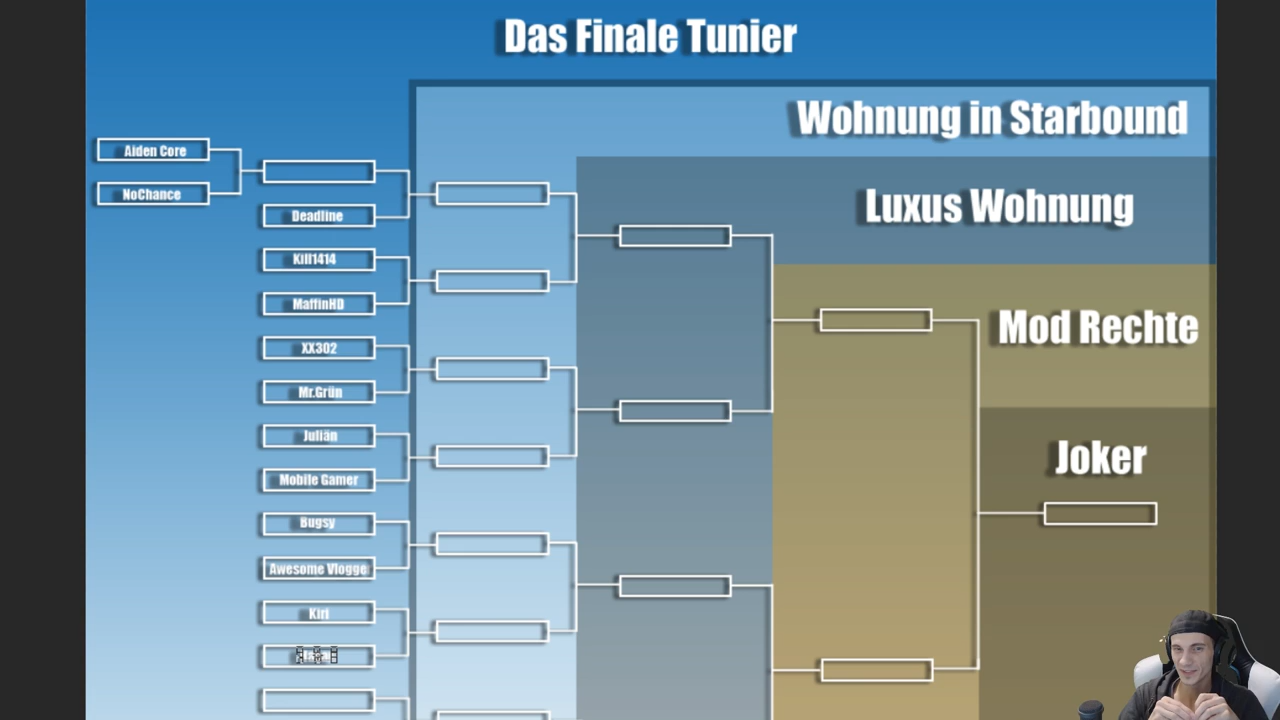 Das Finale Tunier
Wohnung in Starbound
Luxus Wohnung
Mod Rechte
Joker
Aiden Core
NoChance
Deadline
Kill1414
MaffinHD
XX302
Mr.Grün
Juliän
Mobile Gamer
Bugsy
Awesome Vlogge
Kiri